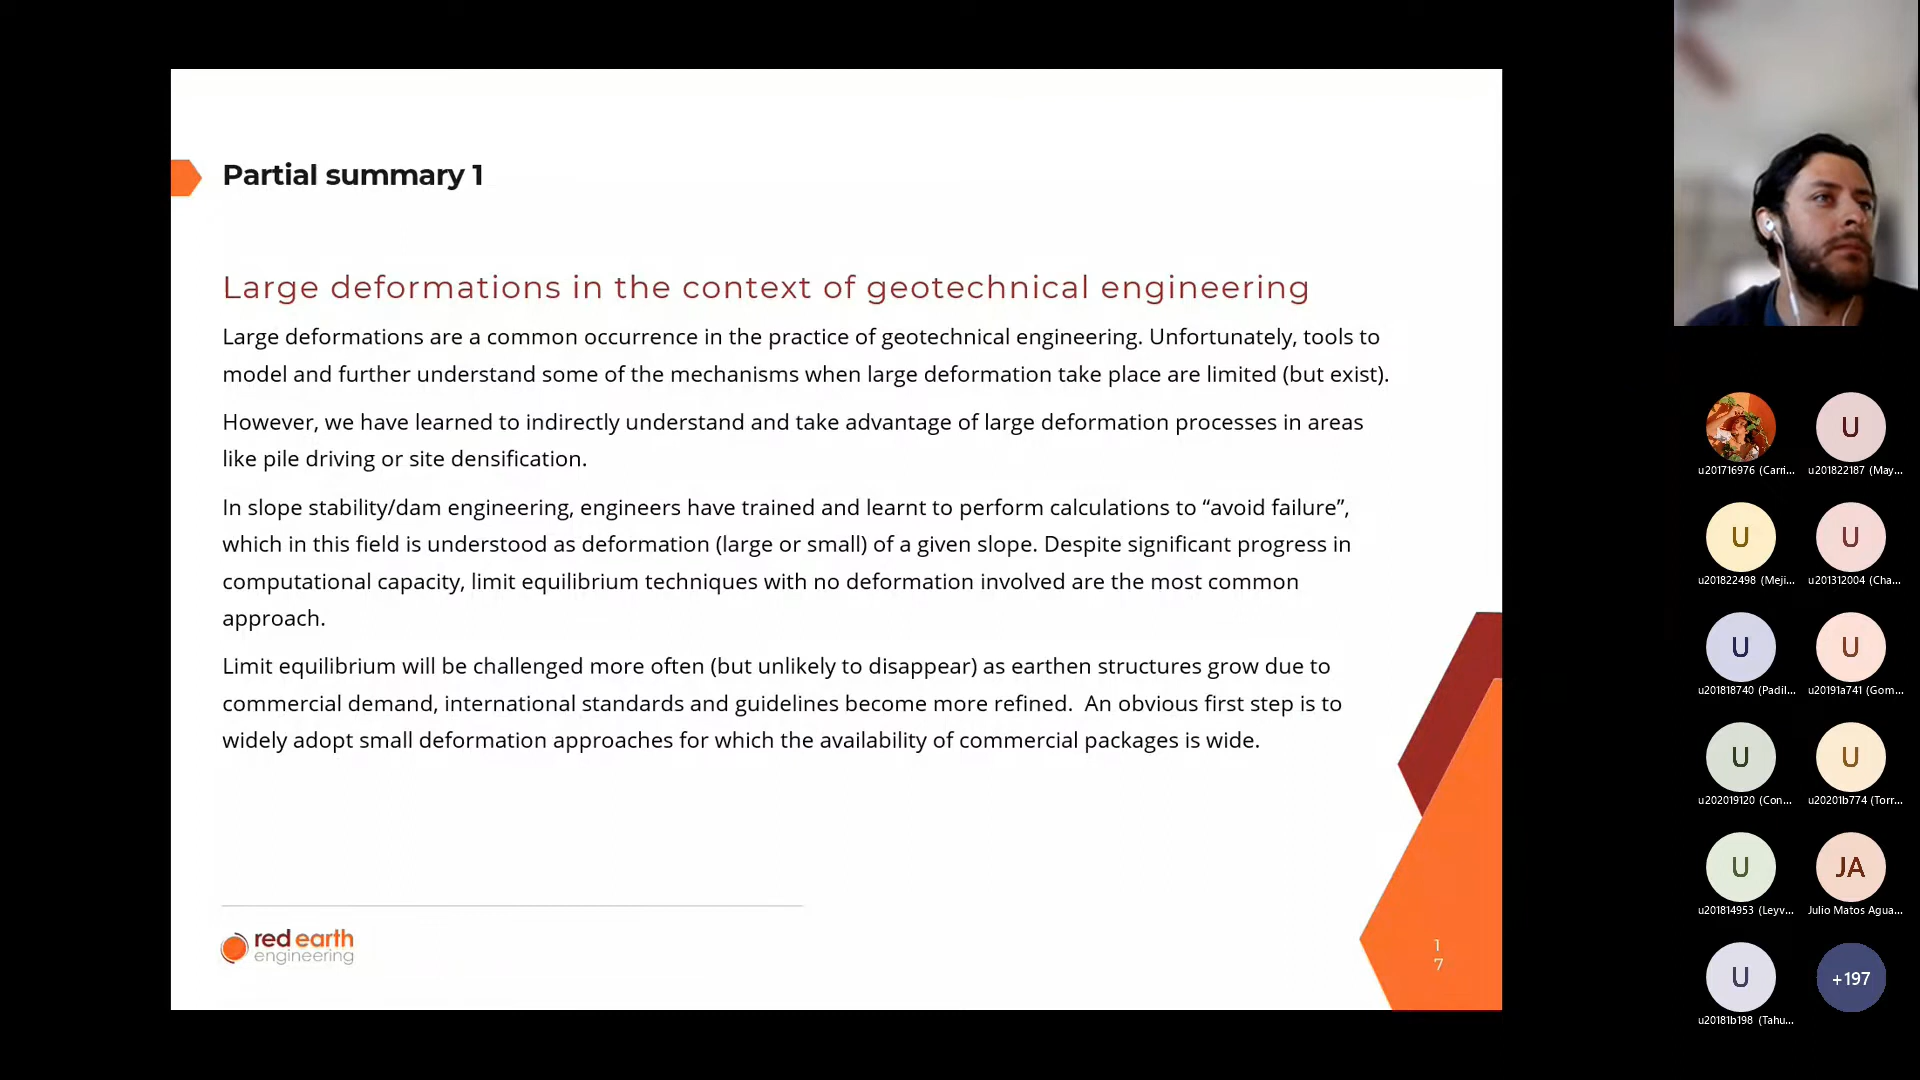 Partial summary 1
Large deformations in the context of geotechnical engineering
Large deformations are a common occurrence in the practice of geotechnical engineering. Unfortunately, tools to
model and further understand some of the mechanisms when large deformation take place are limited (but exist).
However, we have learned to indirectly understand and take advantage of large deformation processes in areas
like pile driving or site densification.
In slope stability/dam engineering, engineers have trained and learnt to perform calculations to “avoid failure”,
which in this field is understood as deformation (large or small) of a given slope. Despite significant progress in
computational capacity, limit equilibrium techniques with no deformation involved are the most common
approach.
Limit equilibrium will be challenged more often (but unlikely to disappear) as earthen structures grow due to
commercial demand, international standards and guidelines become more refined.  An obvious first step is to
widely adopt small deformation approaches for which the availability of commercial packages is wide.
red earth
engineering
1
7
U
u201716976 (Carri... u201822187 (May...
U U
u201822498 (Meji... u201312004 (Cha...
U U
u201818740 (Padil... u20191a741 (Gom...
U U
u202019120 (Con... u20201b774 (Torr...
U JA
u201814953 (Leyv... Julio Matos Agua...
U +197
u20181b198 (Tahu...